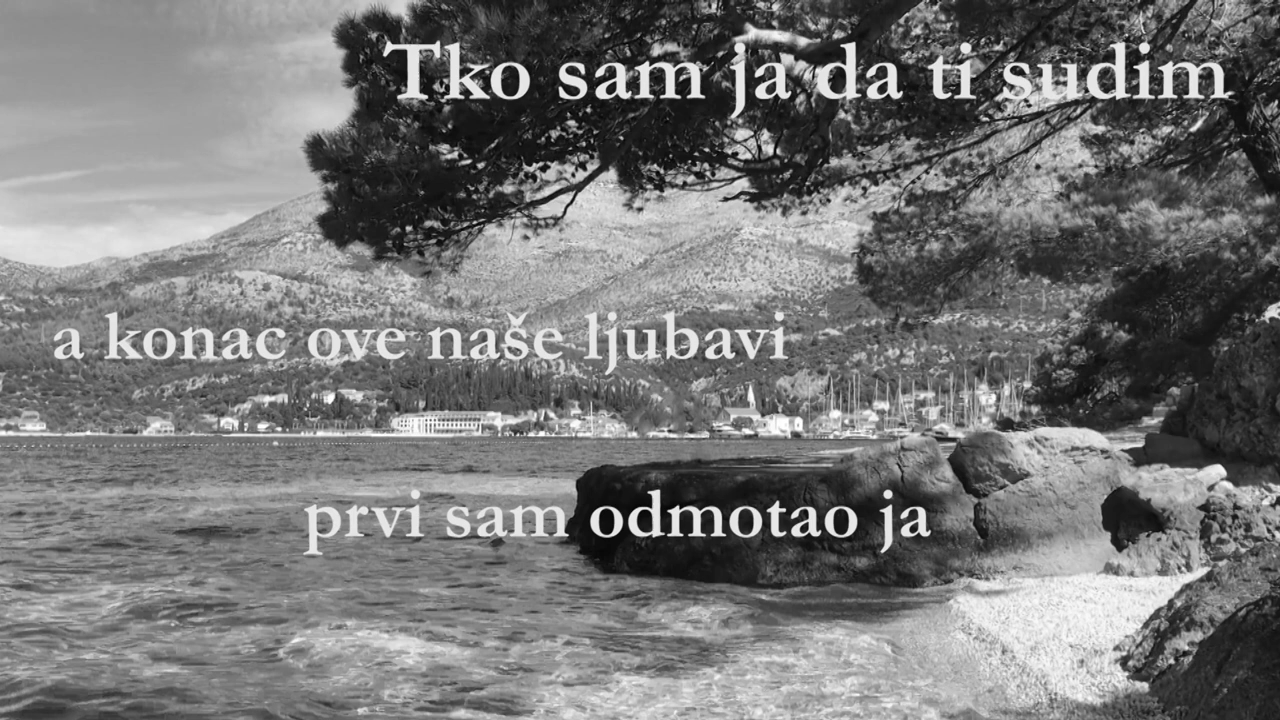 Tko sam ja da ti sudim
a konac ove naše ljubavi
prvi sam odmotao ja